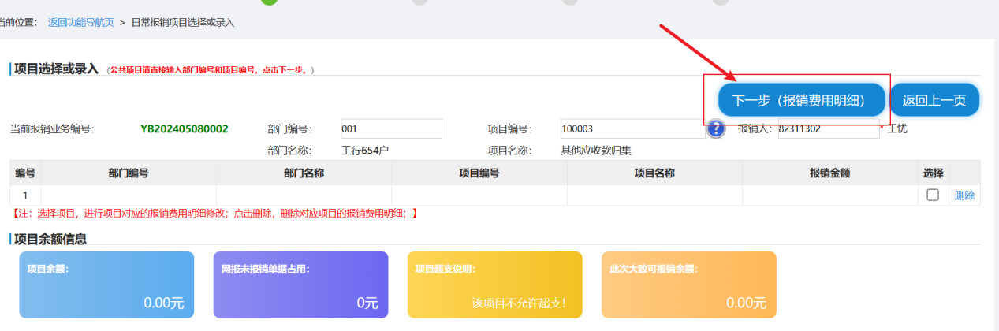 当前位置： 返回功能导航页 > 日常报销项目选择或录入
项目选择或录入 （公共项目请直接输入部门编号和项目编号，点击下一步。）
下一步（报销费用明细） 返回上一页
当前报销业务编号： YB202405080002 部门编号： 001 项目编号： 100003 ? 报销人： 82311302 * 王忧
部门名称： 工行654户 项目名称： 其他应收款归集
编号 部门编号 部门名称 项目编号 项目名称 报销金额 选择
1 删除
【注：选择项目，进行项目对应的报销费用明细修改；点击删除，删除对应项目的报销费用明细；】
项目余额信息
项目余额： 网报未报销单据占用： 项目超支说明： 此次大致可报销余额：
0.00元 0元 该项目不允许超支！ 0.00元